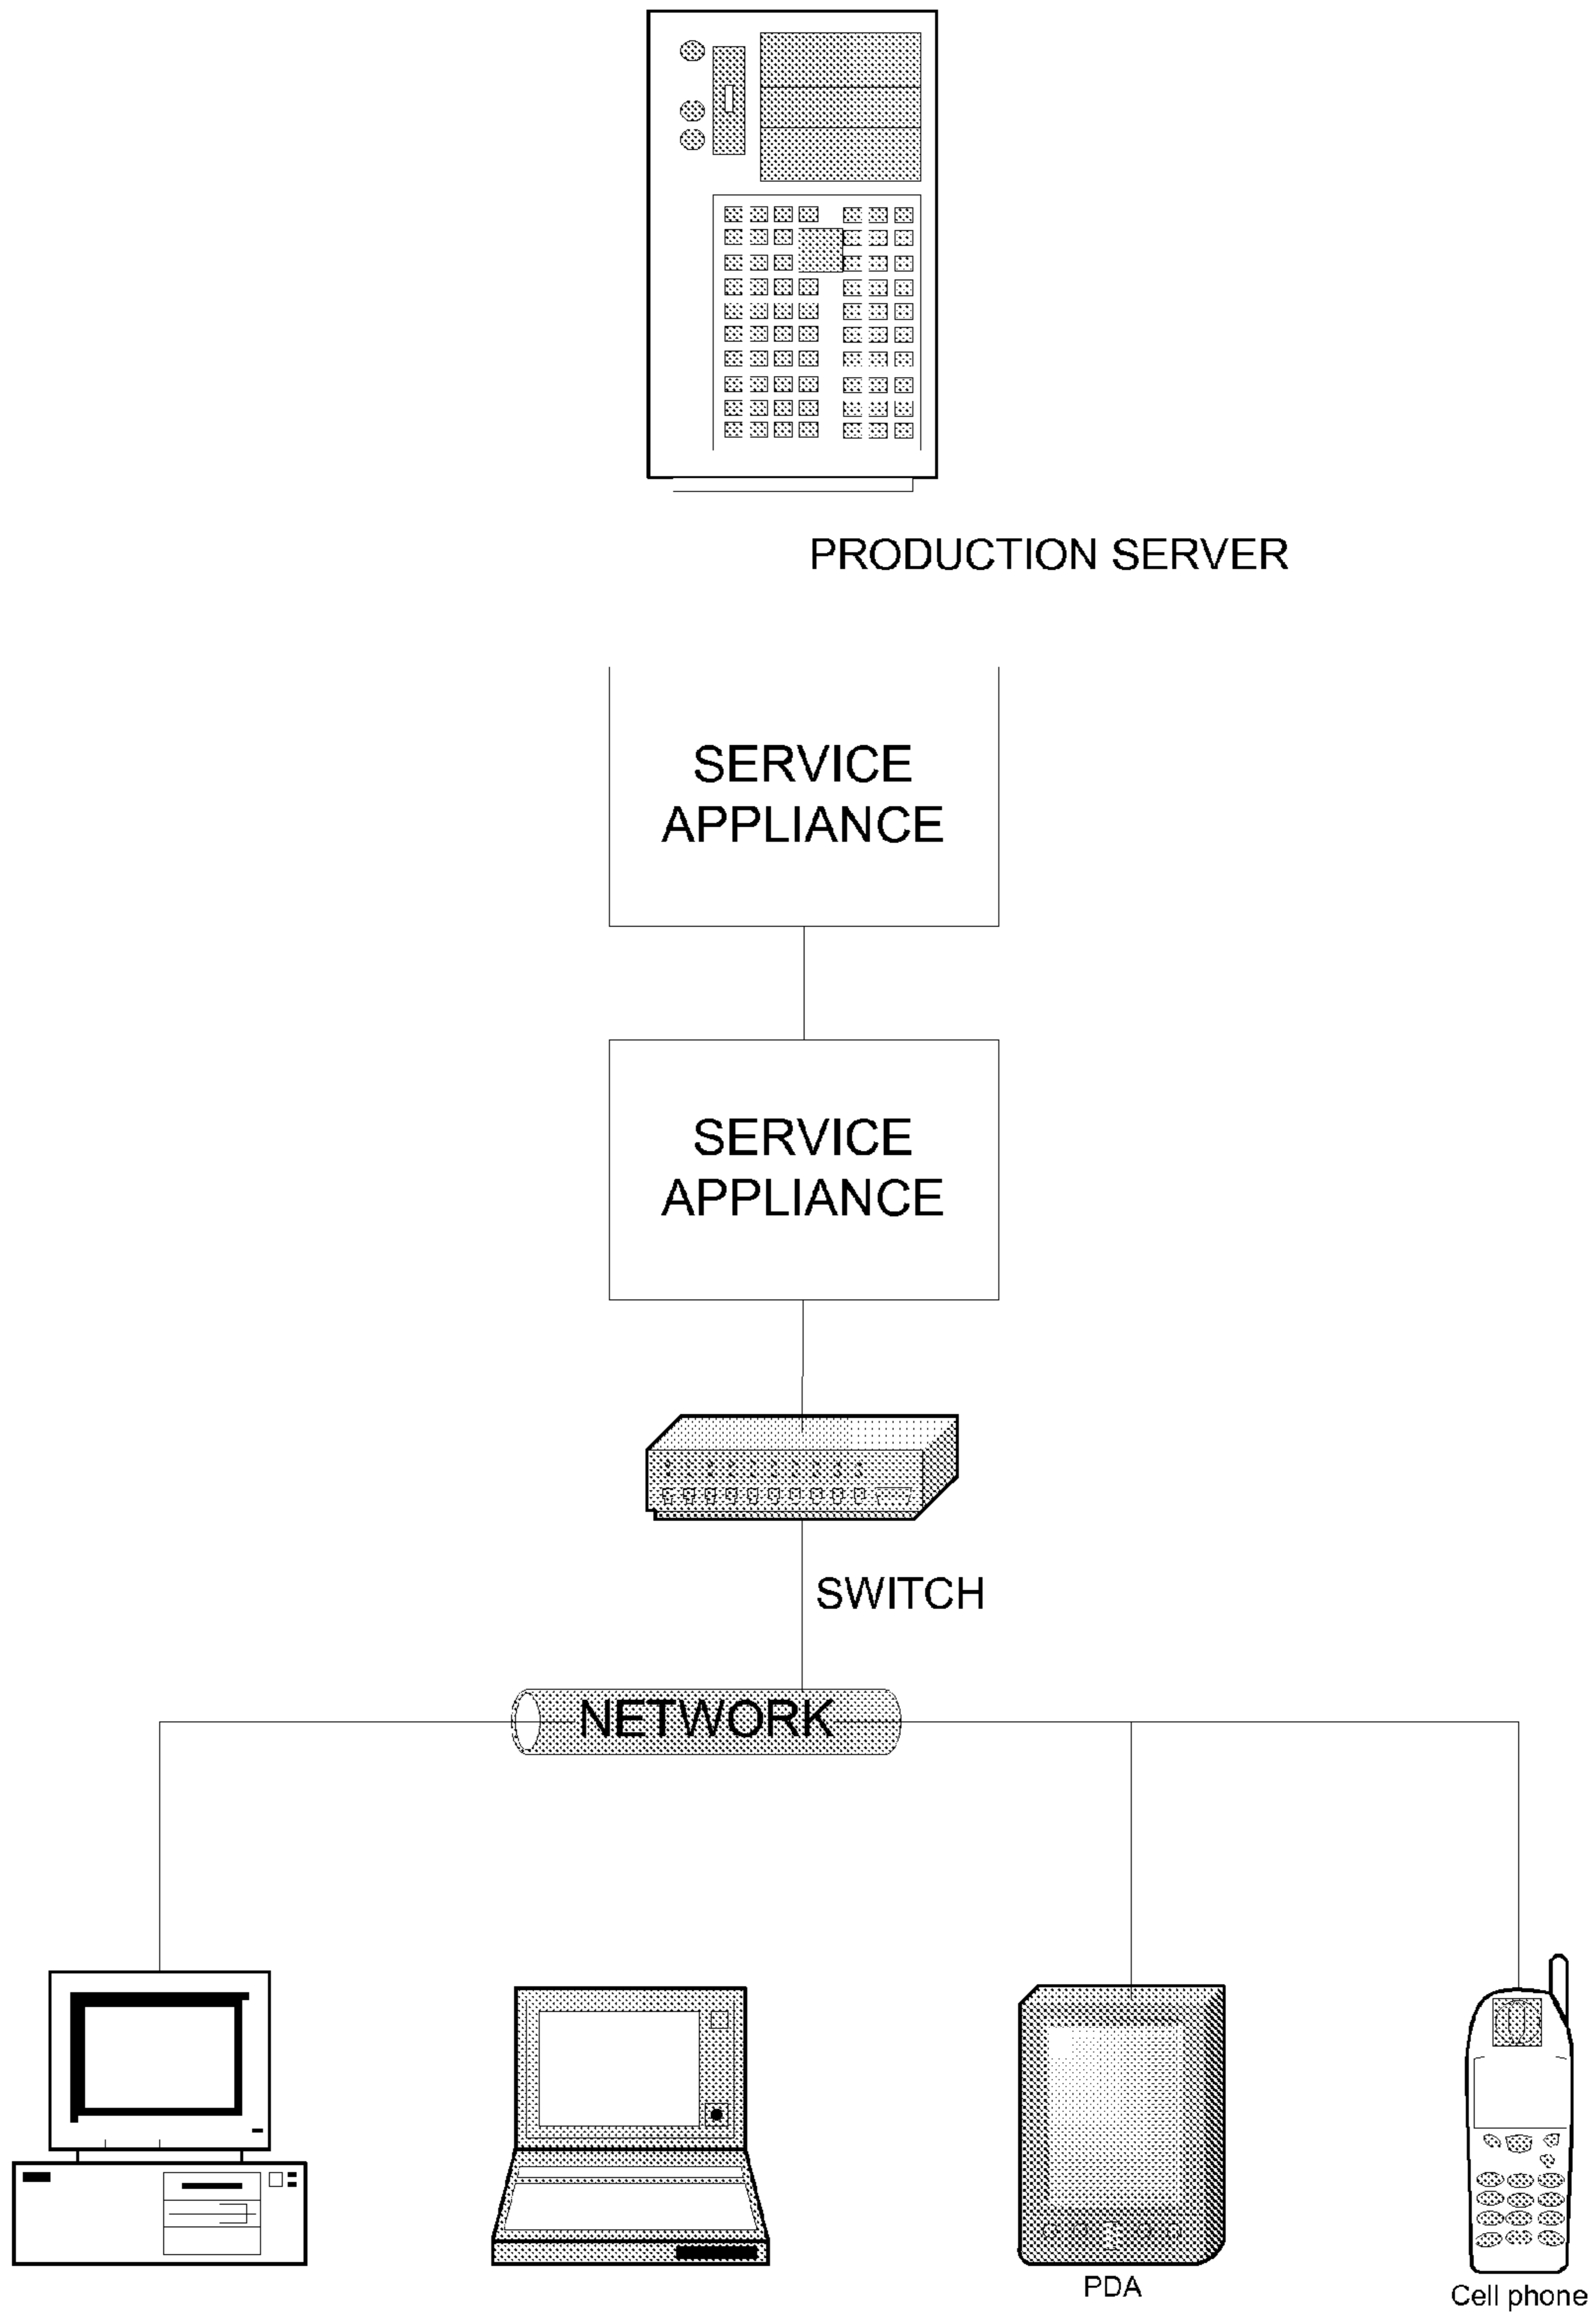 PRODUCTION SERVER
SERVICE
APPLIANCE
SERVICE
APPLIANCE
SWITCH
NETWORK
PDA
Cell phone